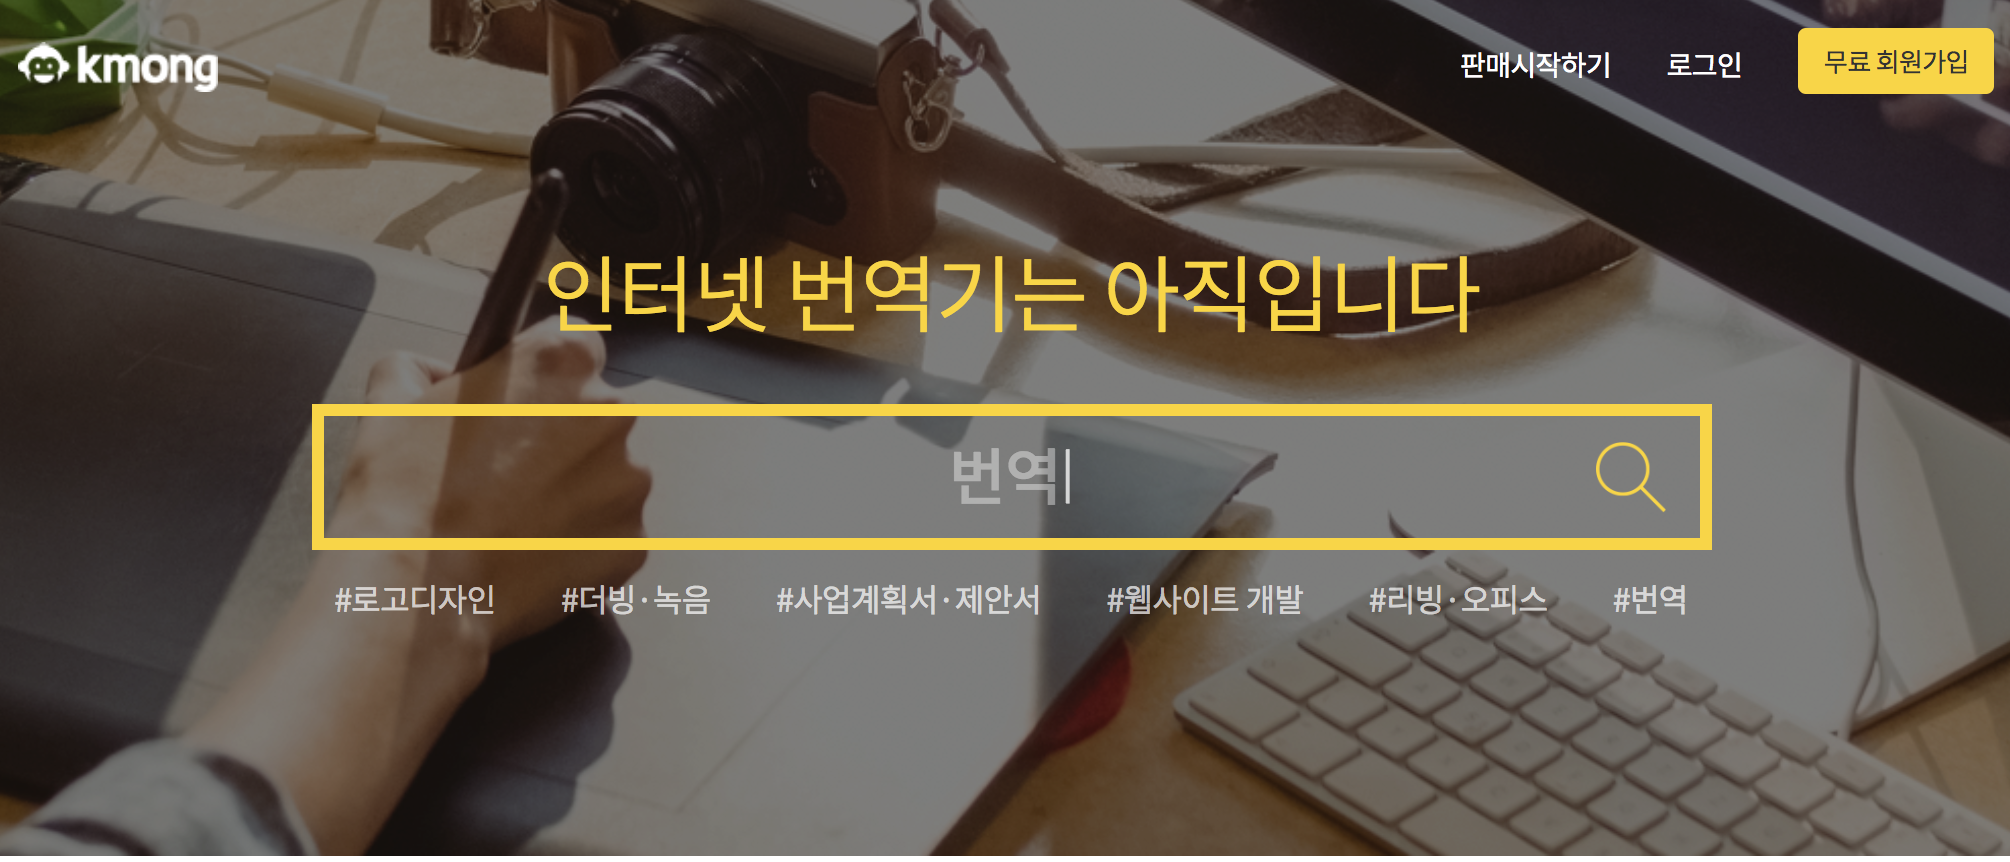 kmong
판매시작하기 로그인 무료 회원가입
인터넷 번역기는 아직입니다
번역
#로고디자인 #더빙·녹음 #사업계획서·제안서 #웹사이트 개발 #리빙·오피스 #번역